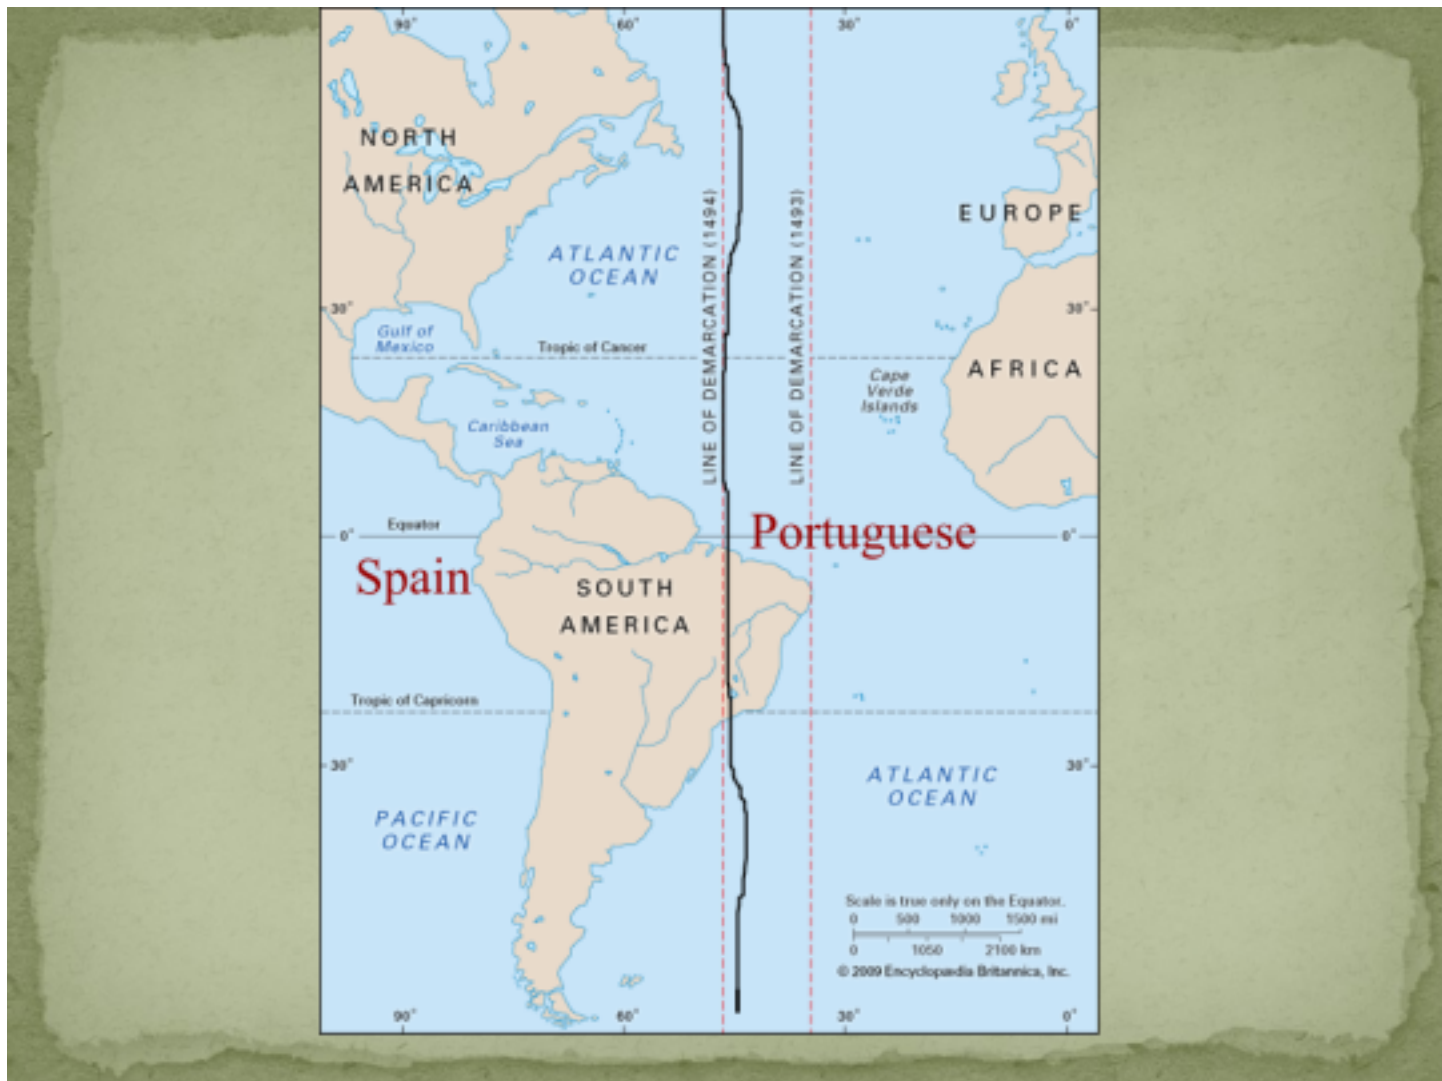 90°
60°
30°
0°
NORTH
AMERICA
EUROPE
ATLANTIC
OCEAN
LINE OF DEMARCATION (1494)
LINE OF DEMARCATION (1493)
30°
30°
Gulf of
Mexico
Tropic of Cancer
AFRICA
Cape
Verde
Islands
Caribbean
Sea
Equator
0°
0°
Portuguese
Spain
SOUTH
AMERICA
Tropic of Capricorn
30°
30°
ATLANTIC
OCEAN
PACIFIC
OCEAN
Scale is true only on the Equator.
0 500 1000 1500 mi
0 1050 2100 km
© 2009 Encyclopædia Britannica, Inc.
90°
60°
30°
0°